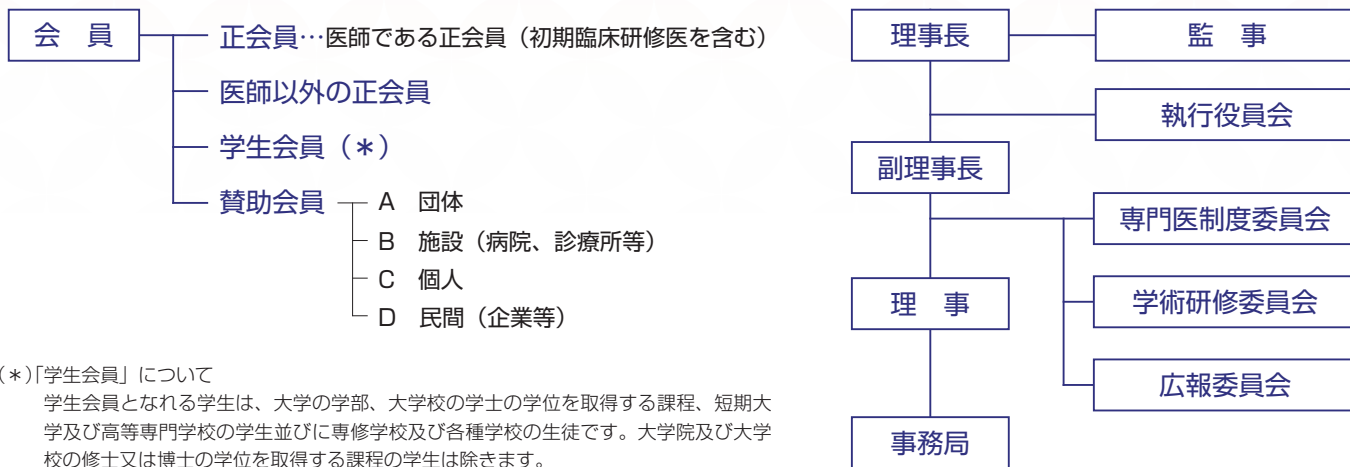 会　員
正会員…医師である正会員（初期臨床研修医を含む）
医師以外の正会員
学生会員（＊）
賛助会員
A　団体
B　施設（病院、診療所等）
C　個人
D　民間（企業等）
(＊)「学生会員」について
学生会員となれる学生は、大学の学部、大学校の学士の学位を取得する課程、短期大
学及び高等専門学校の学生並びに専修学校及び各種学校の生徒です。大学院及び大学
校の修士又は博士の学位を取得する課程の学生は除きます。
理事長
監　事
執行役員会
副理事長
専門医制度委員会
学術研修委員会
理　事
広報委員会
事務局